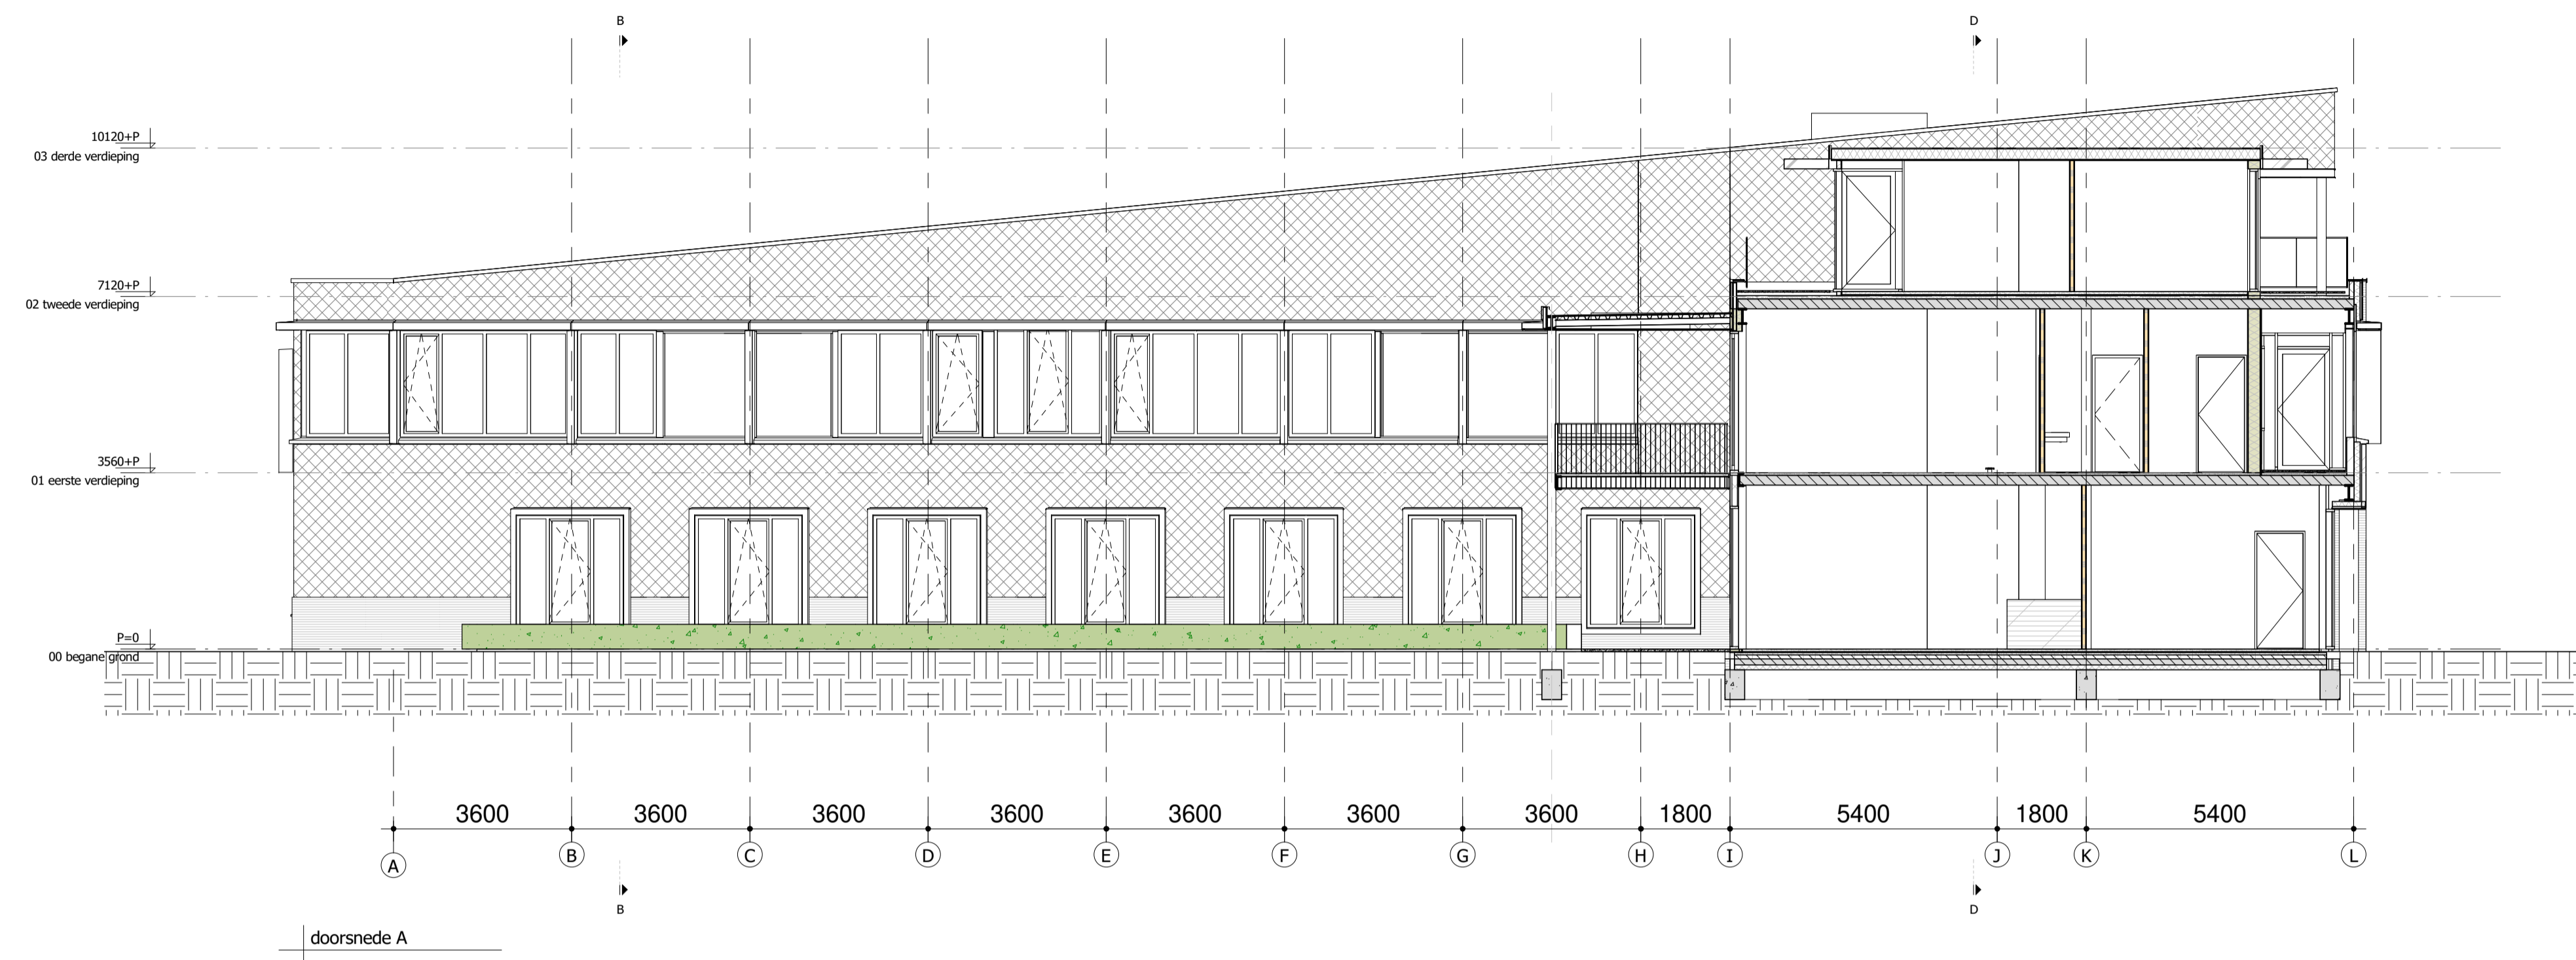 B
D
10120+P
03 derde verdieping
7120+P
02 tweede verdieping
3560+P
01 eerste verdieping
P=0
00 begane grond
3600 3600 3600 3600 3600 3600 3600 1800 5400 1800 5400
A B C D E F G H I J K L
B
D
doorsnede A